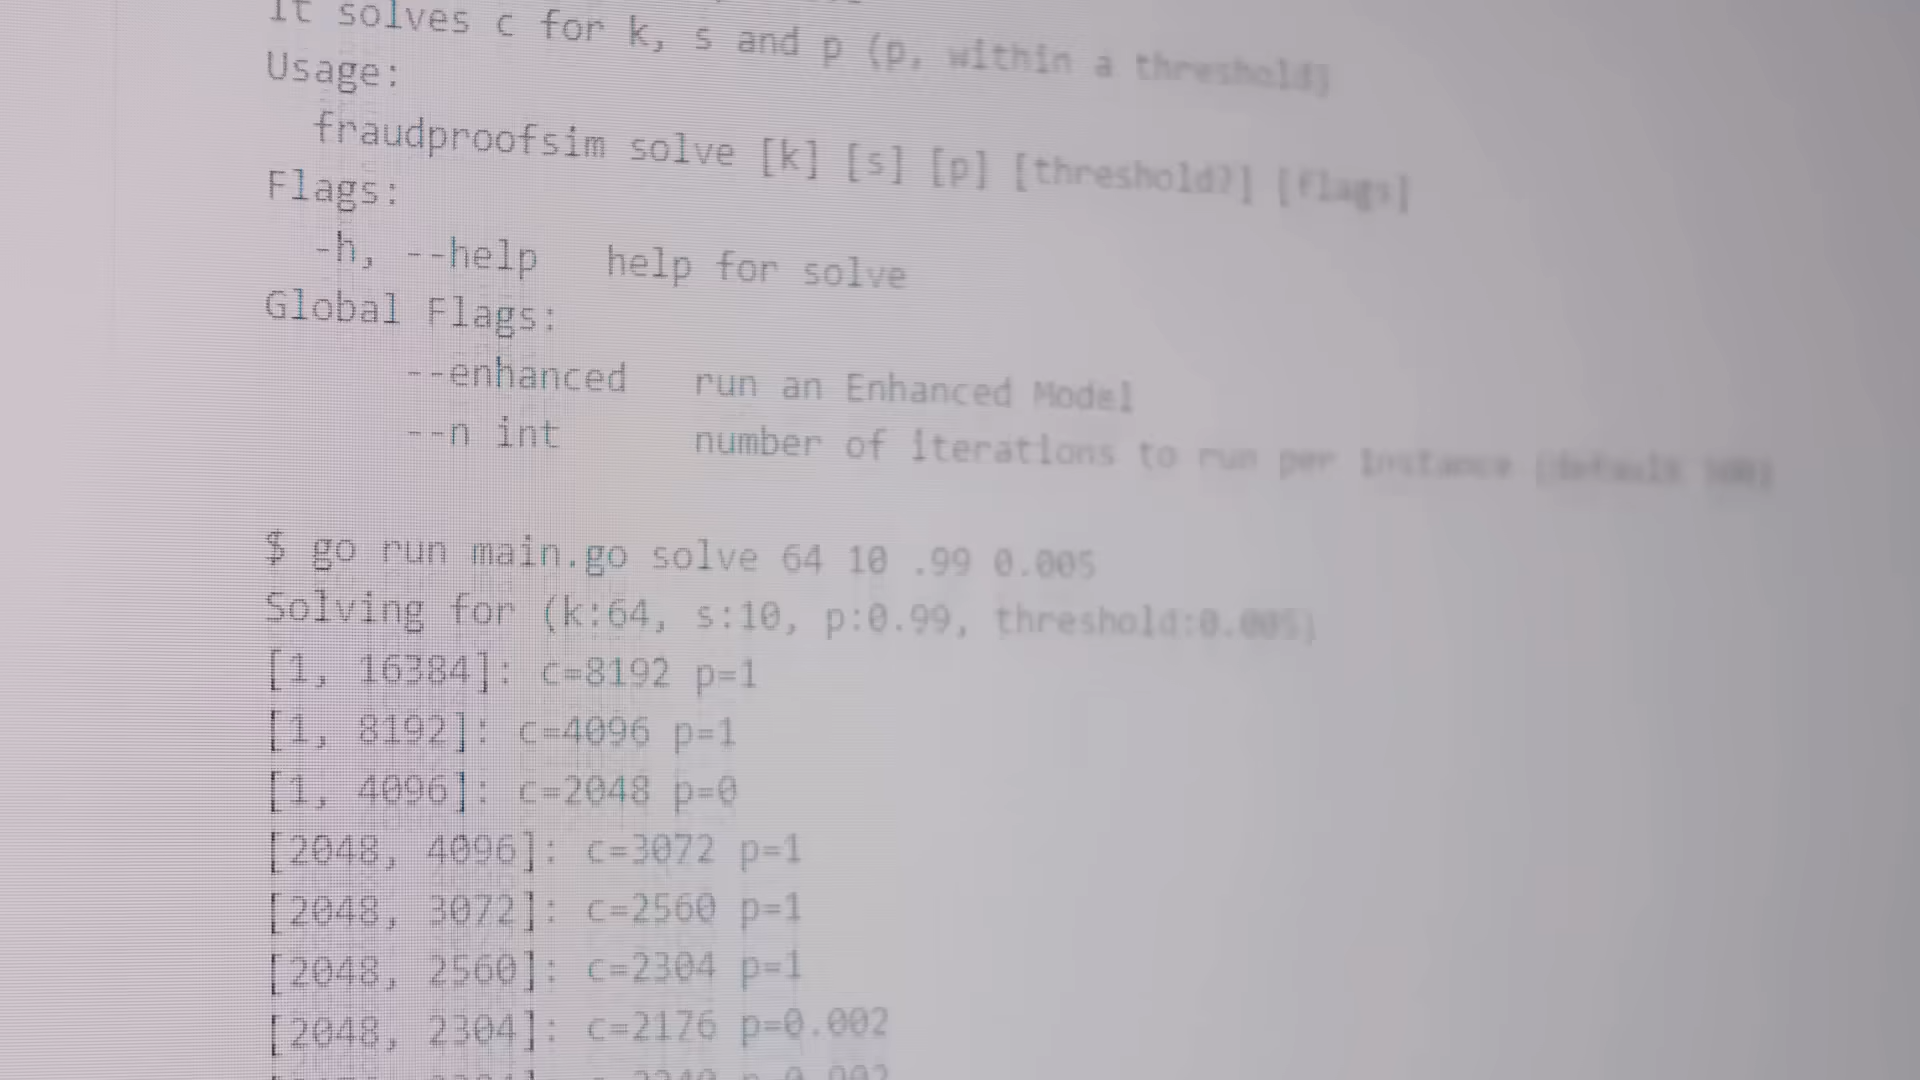 It solves c for k, s and p (p, within a threshold)
Usage:
fraudproofsim solve [k] [s] [p] [threshold?] [flags]
Flags:
-h, --help help for solve
Global Flags:
--enhanced run an Enhanced Model
--n int number of iterations to run per instance (default 500)
$ go run main.go solve 64 10 .99 0.005
Solving for (k:64, s:10, p:0.99, threshold:0.005)
[1, 16384]: c=8192 p=1
[1, 8192]: c=4096 p=1
[1, 4096]: c=2048 p=0
[2048, 4096]: c=3072 p=1
[2048, 3072]: c=2560 p=1
[2048, 2560]: c=2304 p=1
[2048, 2304]: c=2176 p=0.002